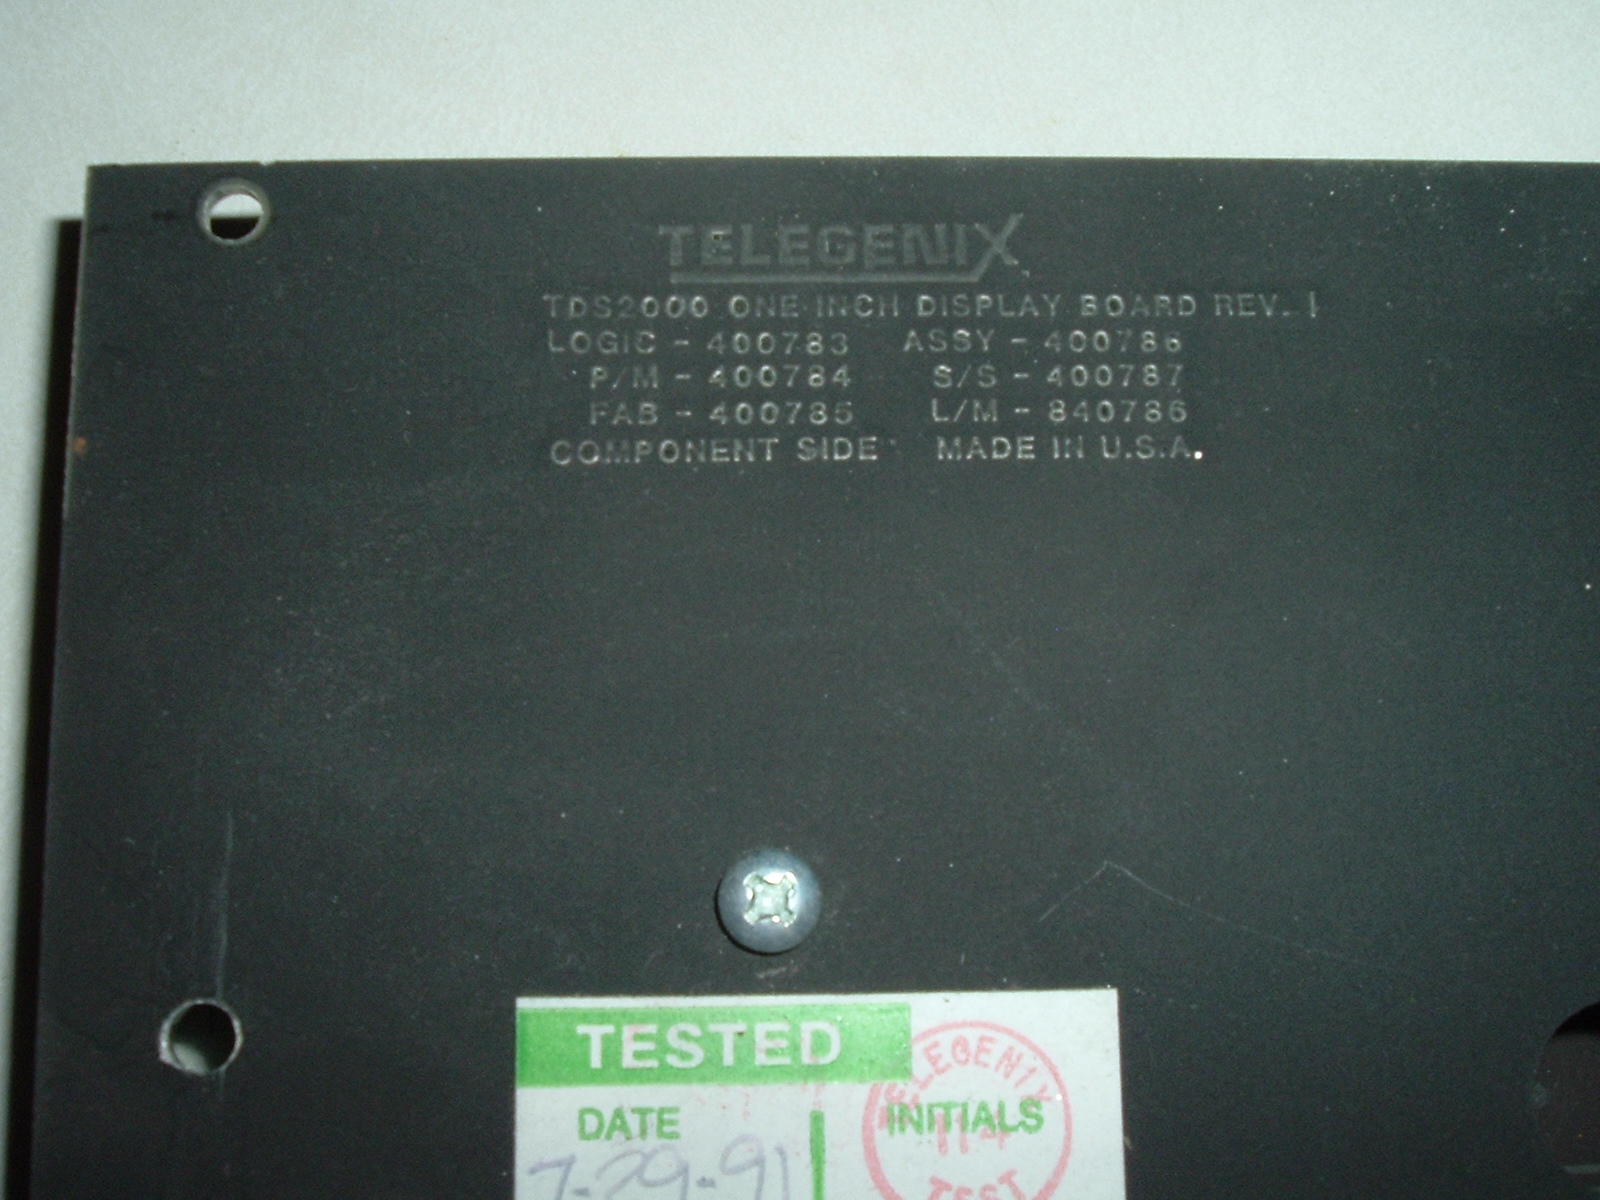 TELEGENIX
TDS2000 ONE INCH DISPLAY BOARD REV. 1
LOGIC - 400783 ASSY - 400786
P/M - 400784 S/S - 400787
FAB - 400785 L/M - 840786
COMPONENT SIDE MADE IN U.S.A.
TESTED
TELEGENIX
DATE INITIALS
7-29-91
TEST